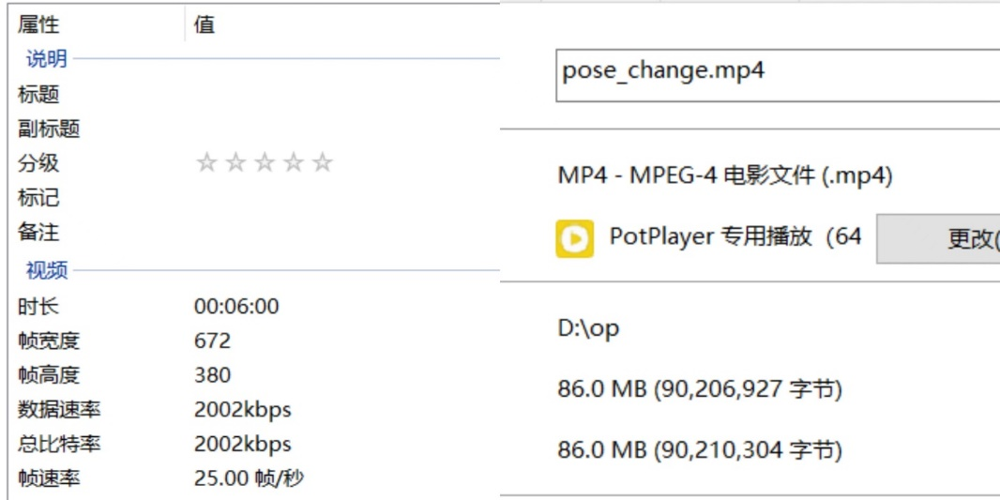 属性 值
说明
标题
副标题
分级
标记
备注
视频
时长 00:06:00
帧宽度 672
帧高度 380
数据速率 2002kbps
总比特率 2002kbps
帧速率 25.00 帧/秒
pose_change.mp4
MP4 - MPEG-4 电影文件 (.mp4)
PotPlayer 专用播放 (64 更改(
D:\op
86.0 MB (90,206,927 字节)
86.0 MB (90,210,304 字节)